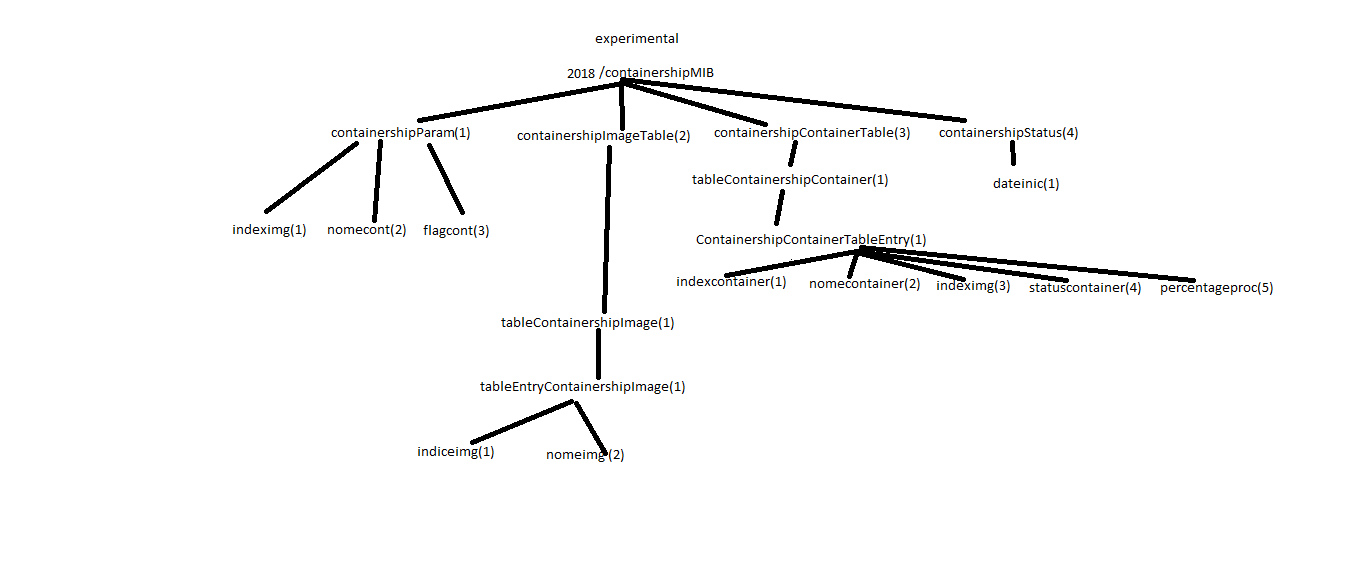 experimental
2018 /containershipMIB
containershipParam(1)
containershipImageTable(2)
containershipContainerTable(3)
containershipStatus(4)
tableContainershipContainer(1)
dateinic(1)
indeximg(1)
nomecont(2)
flagcont(3)
ContainershipContainerTableEntry(1)
indexcontainer(1)
nomecontainer(2)
indeximg(3)
statuscontainer(4)
percentageproc(5)
tableContainershipImage(1)
tableEntryContainershipImage(1)
indiceimg(1)
nomeimg (2)